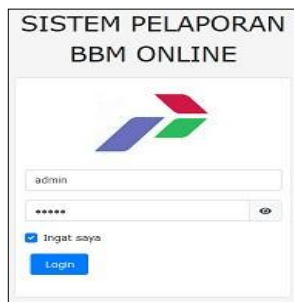 SISTEM PELAPORAN
BBM ONLINE
admin
•••••
Ingat saya
Login